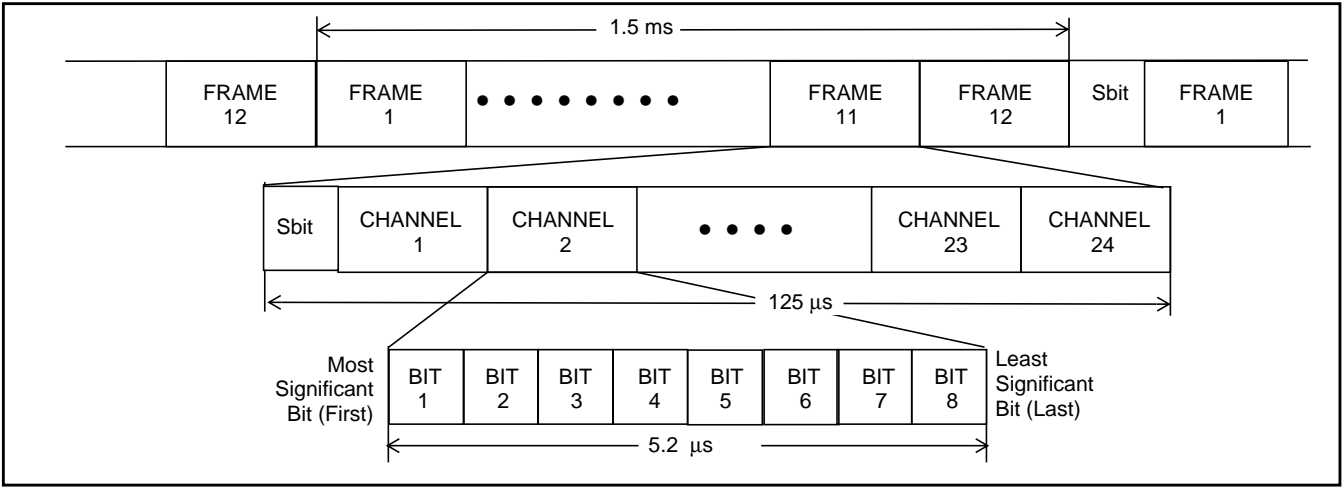 1.5 ms
FRAME 12
FRAME 1
FRAME 11
FRAME 12
Sbit
FRAME 1
Sbit
CHANNEL 1
CHANNEL 2
CHANNEL 23
CHANNEL 24
125 μs
Most Significant Bit (First)
BIT 1
BIT 2
BIT 3
BIT 4
BIT 5
BIT 6
BIT 7
BIT 8
Least Significant Bit (Last)
5.2 μs